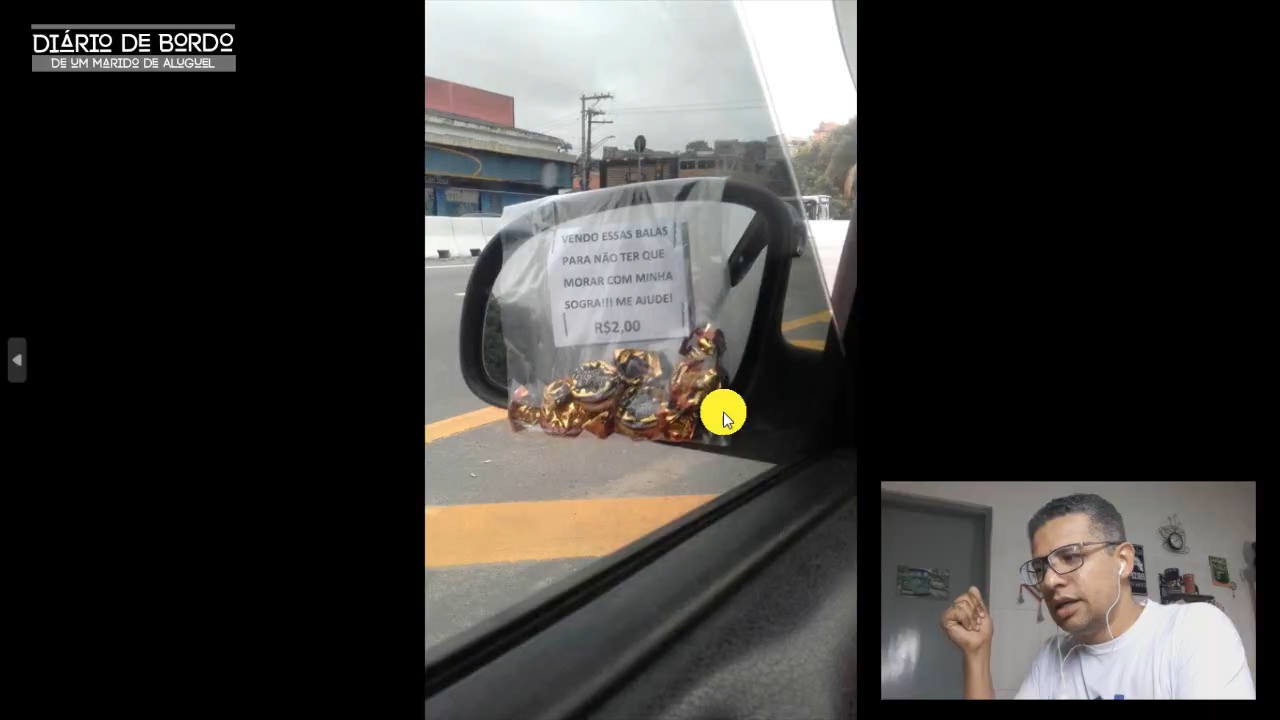 DIÁRIO DE BORDO
DE UM MARIDO DE ALUGUEL
VENDO ESSAS BALAS
PARA NÃO TER QUE
MORAR COM MINHA
SOGRA!!! ME AJUDE!
R$2,00